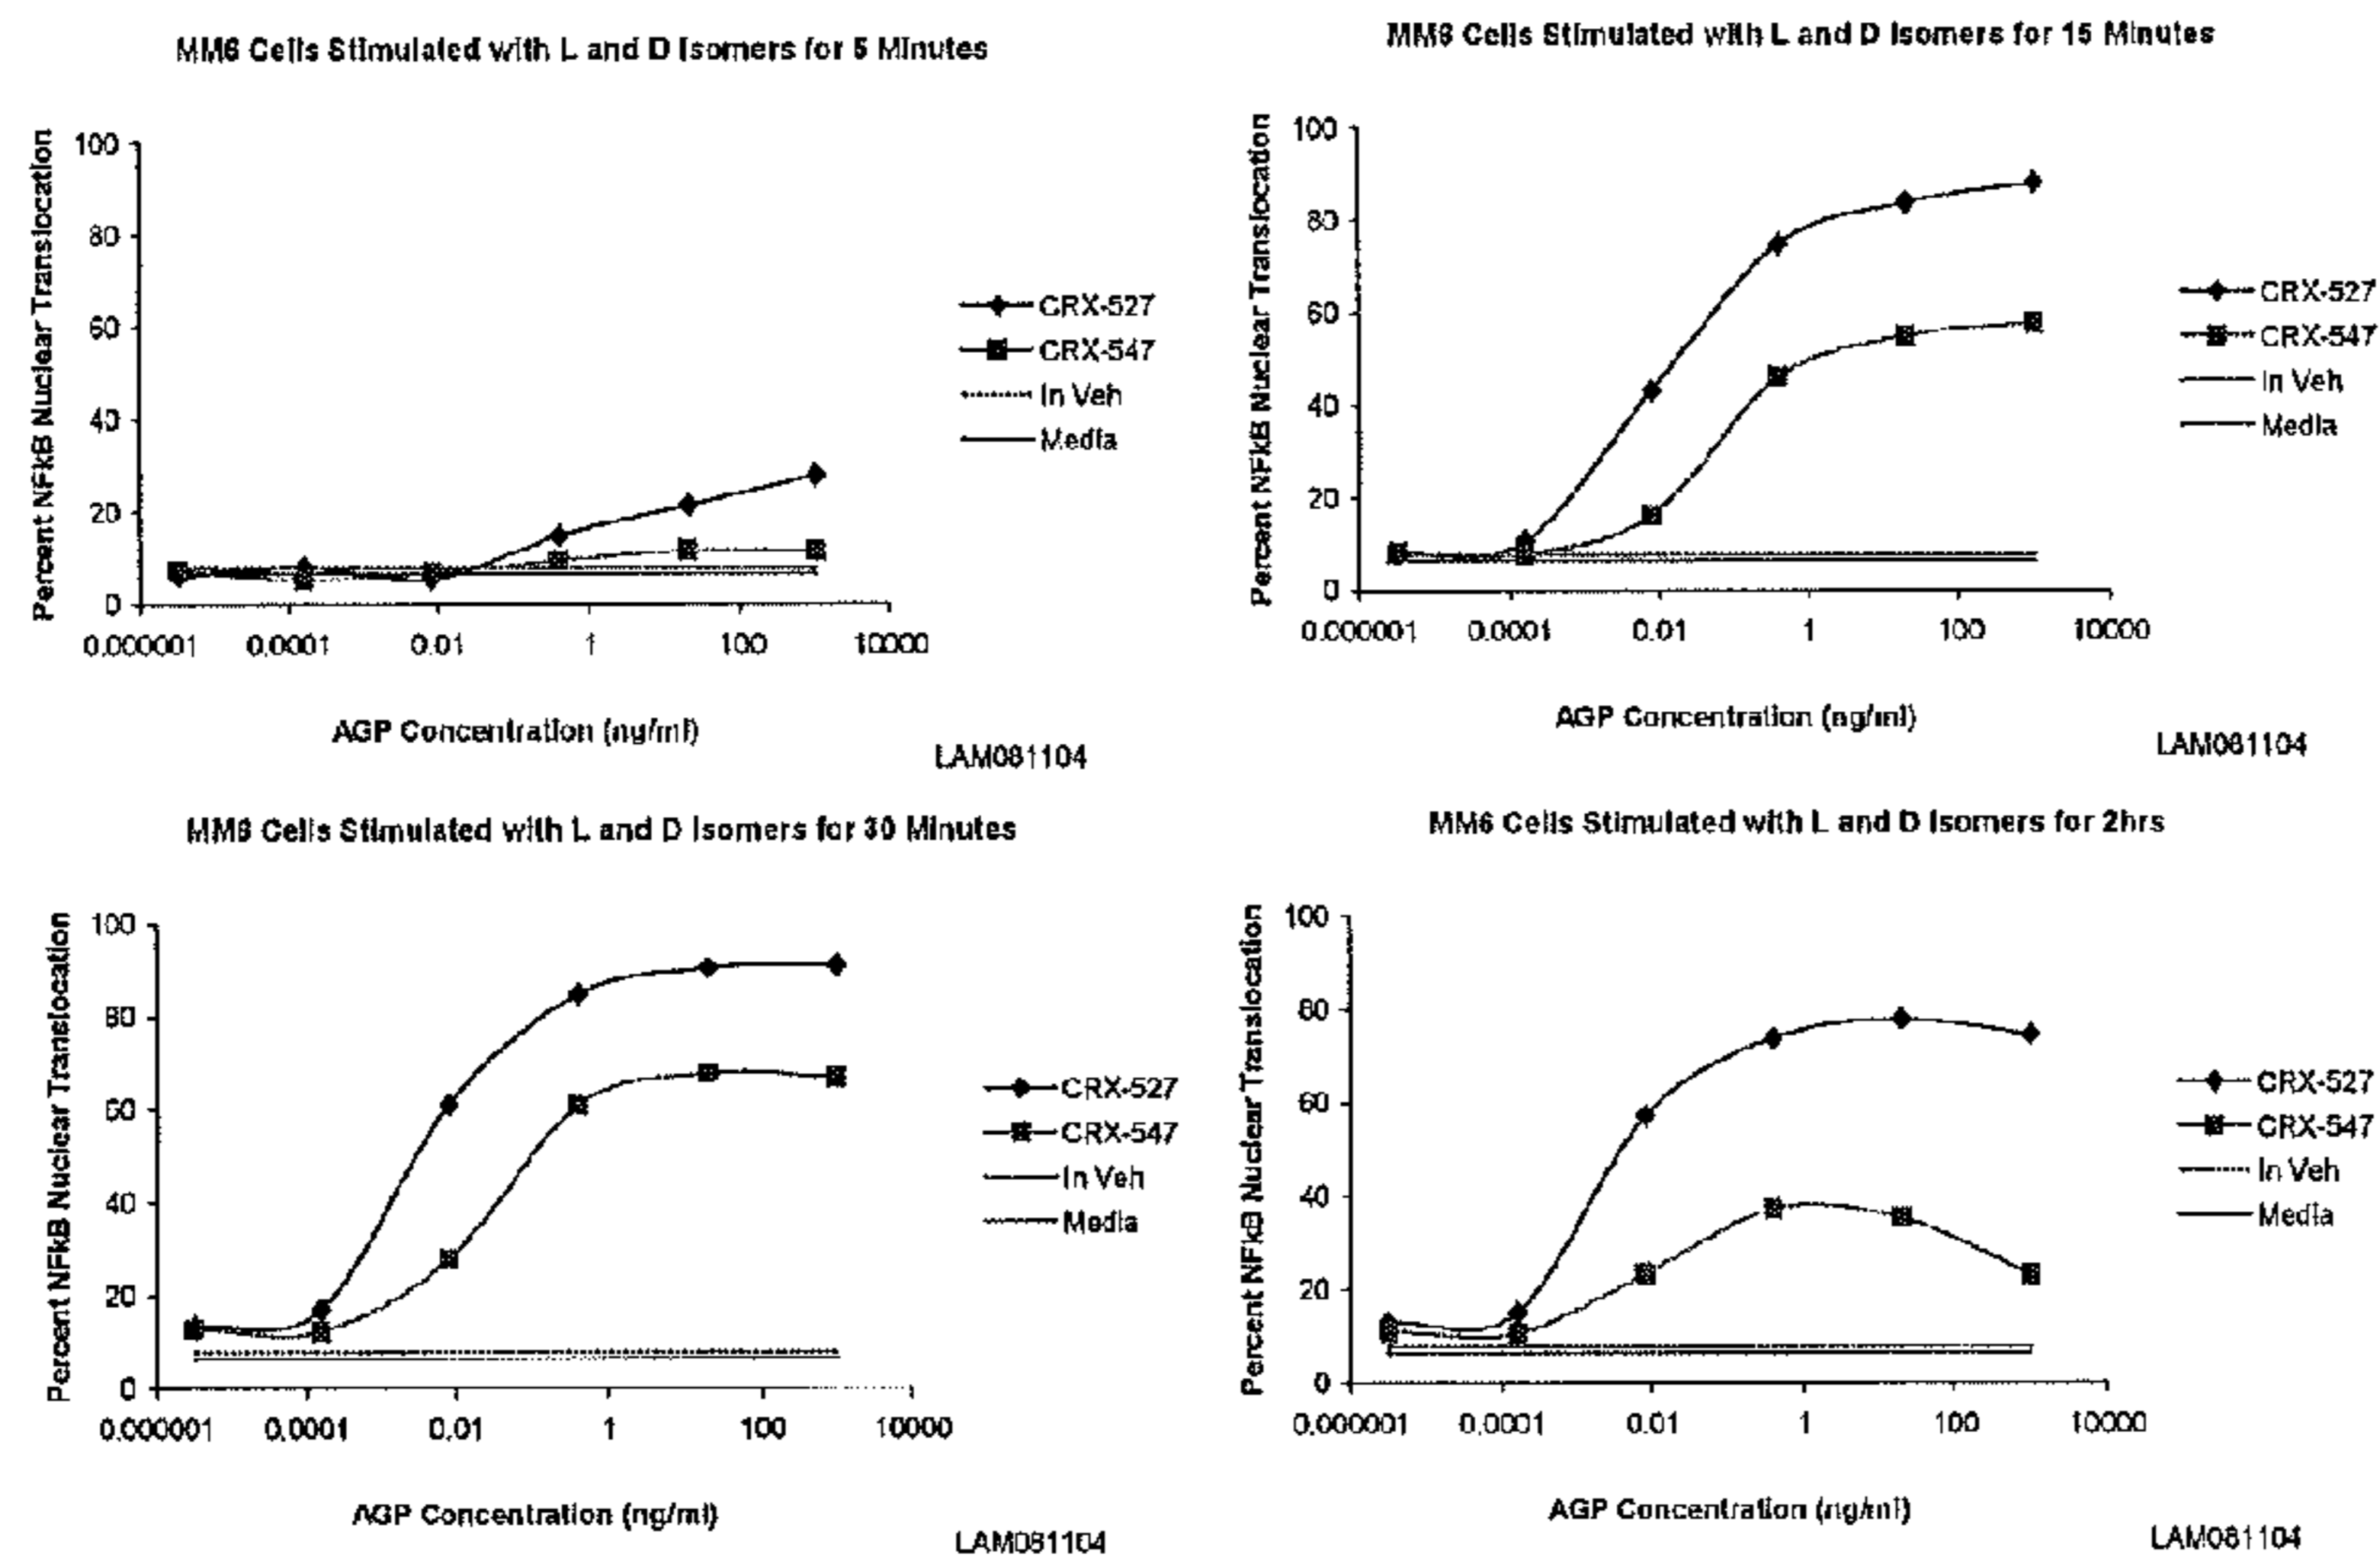 MM6 Cells Stimulated with L and D Isomers for 5 Minutes
Percent NFkB Nuclear Translocation
100
80
60
40
20
0
0.000001 0.0001 0.01 1 100 10000
AGP Concentration (ng/ml)
CRX-527
CRX-547
In Veh
Media
LAM081104
MM6 Cells Stimulated with L and D Isomers for 15 Minutes
Percent NFkB Nuclear Translocation
100
80
60
40
20
0
0.000001 0.0001 0.01 1 100 10000
AGP Concentration (ng/ml)
CRX-527
CRX-547
In Veh
Media
LAM081104
MM6 Cells Stimulated with L and D Isomers for 30 Minutes
Percent NFkB Nuclear Translocation
100
80
60
40
20
0
0.000001 0.0001 0.01 1 100 10000
AGP Concentration (ng/ml)
CRX-527
CRX-547
In Veh
Media
LAM081104
MM6 Cells Stimulated with L and D Isomers for 2hrs
Percent NFkB Nuclear Translocation
100
80
60
40
20
0
0.000001 0.0001 0.01 1 100 10000
AGP Concentration (ng/ml)
CRX-527
CRX-547
In Veh
Media
LAM081104